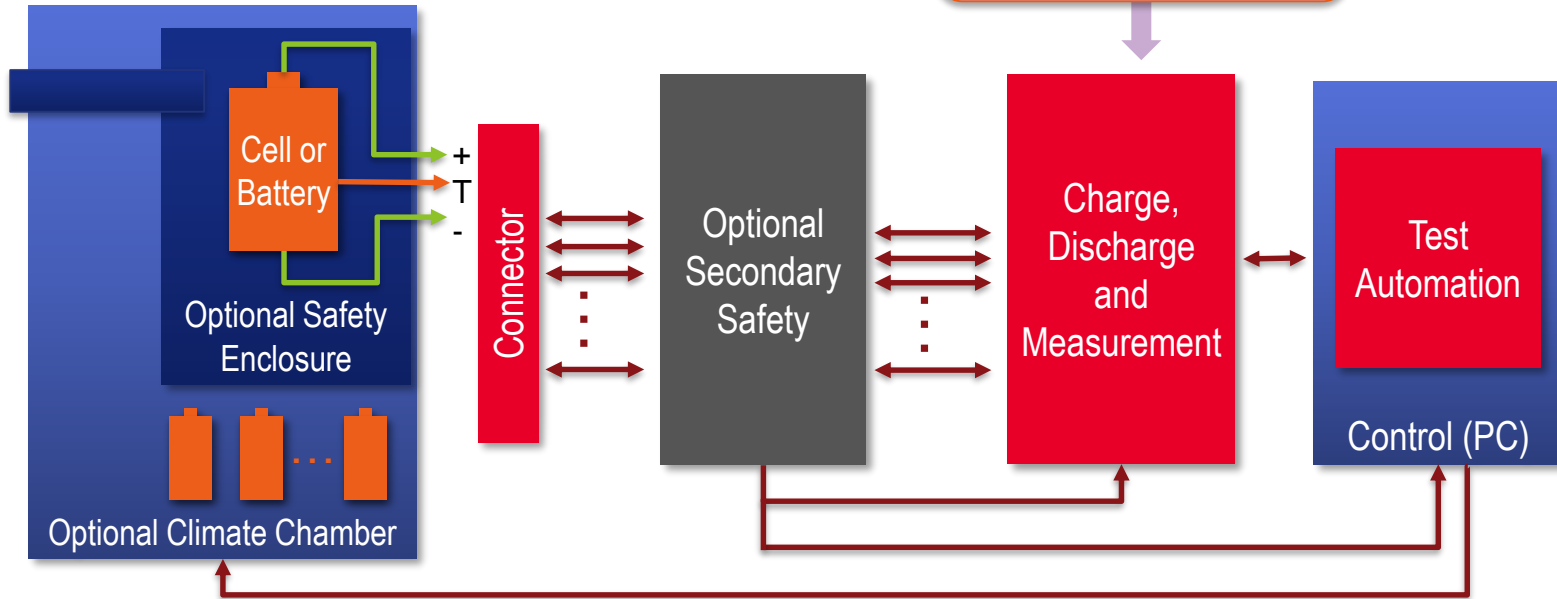 Cell or
Battery
+
T
-
Optional Safety
Enclosure
. . .
Optional Climate Chamber
Connector
Optional
Secondary
Safety
Charge,
Discharge
and
Measurement
Test
Automation
Control (PC)